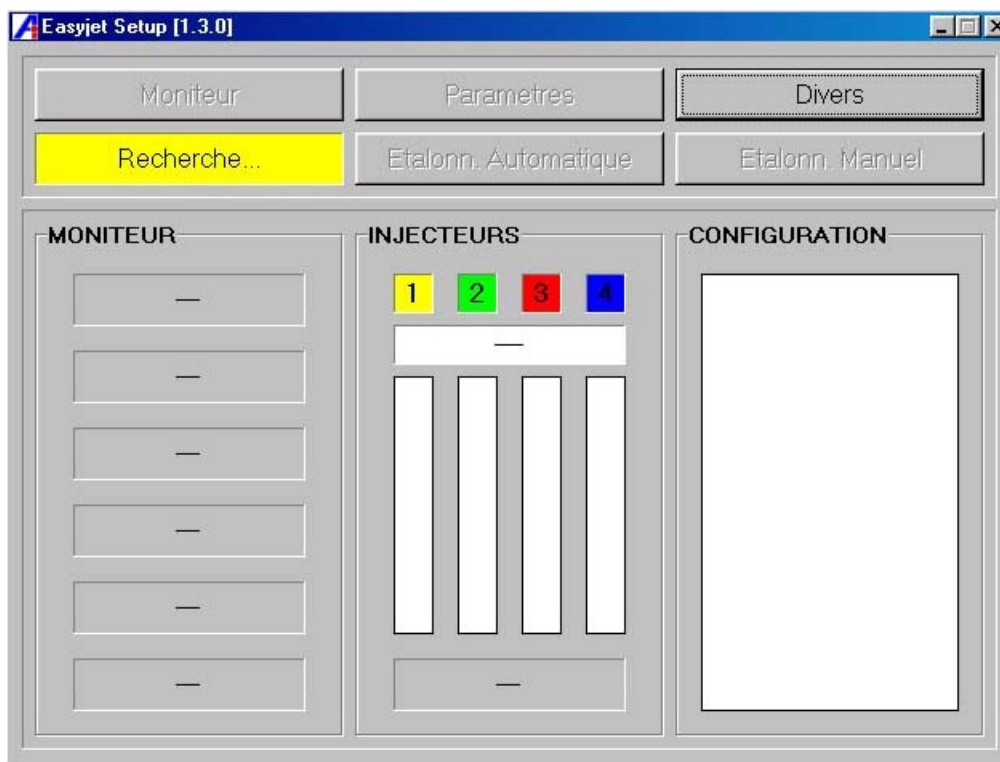 Easyjet Setup [1.3.0]
Moniteur Parametres Divers
Recherche... Etalonn. Automatique Etalonn. Manuel
MONITEUR INJECTEURS CONFIGURATION
— 1 2 3 4
—
—
—
—
—
— —